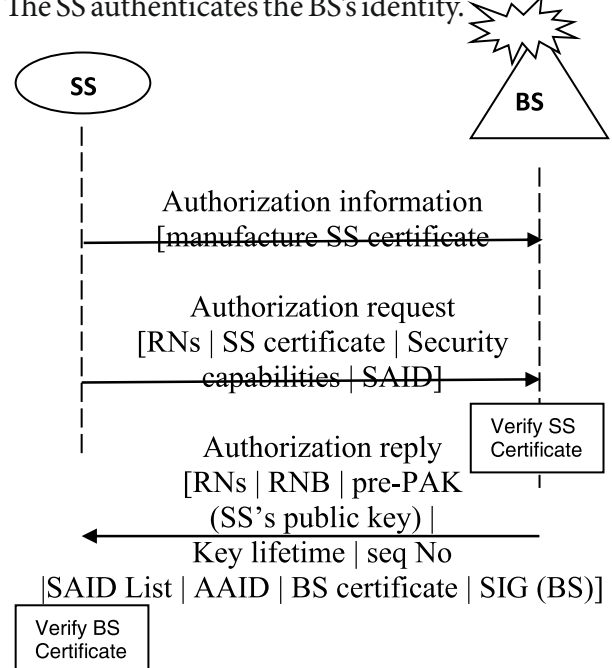 The SS authenticates the BS's identity.
SS
BS
Authorization information
[manufacture SS certificate
Authorization request
[RNs | SS certificate | Security
capabilities | SAID]
Verify SS
Certificate
Authorization reply
[RNs | RNB | pre-PAK
(SS's public key) |
Key lifetime | seq No
|SAID List | AAID | BS certificate | SIG (BS)]
Verify BS
Certificate